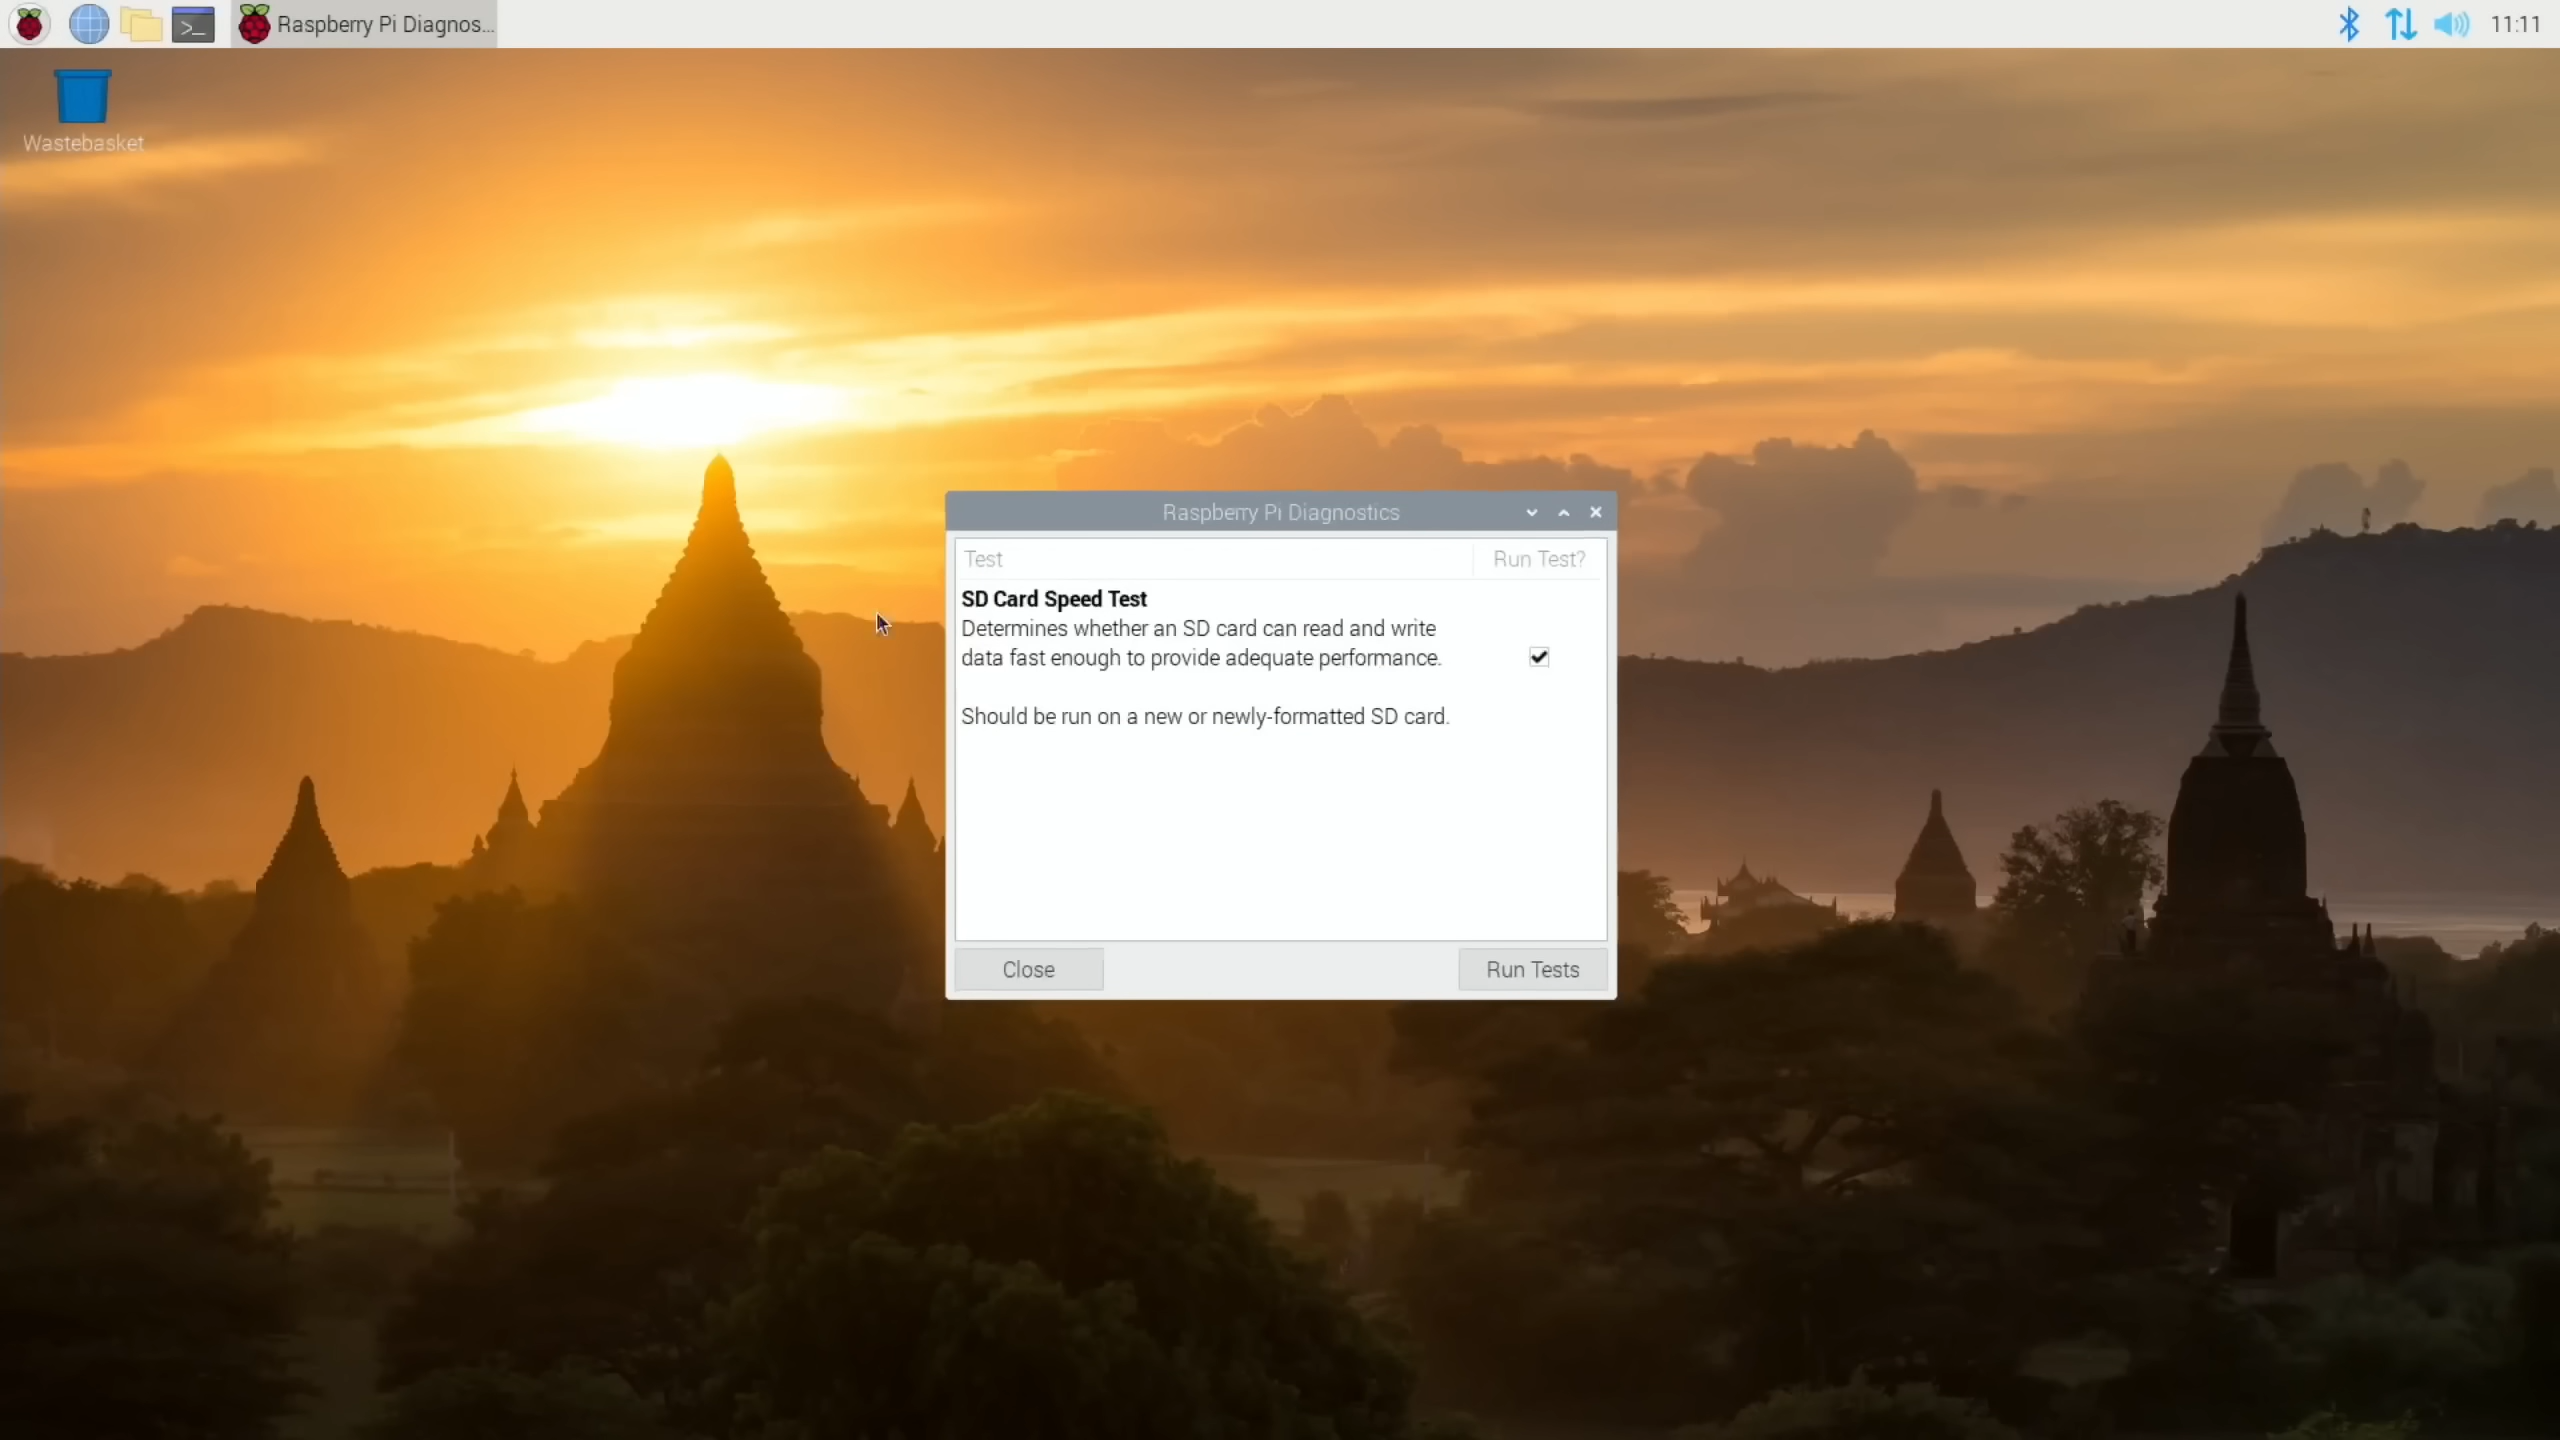 Raspberry Pi Diagnos...
11:11
Wastebasket
Raspberry Pi Diagnostics
Test
Run Test?
SD Card Speed Test
Determines whether an SD card can read and write
data fast enough to provide adequate performance.
Should be run on a new or newly-formatted SD card.
Close
Run Tests